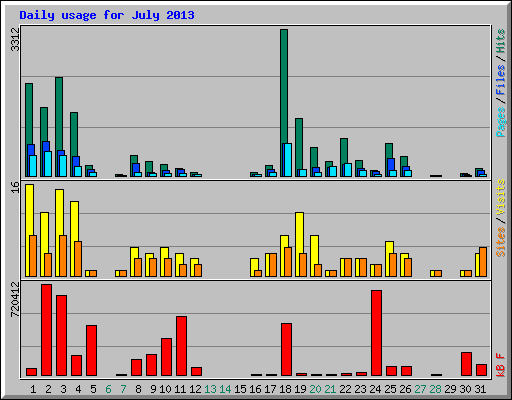 Daily usage for July 2013
3312
Pages / Files / Hits
16
Sites / Visits
720412
kB F
1 2 3 4 5 6 7 8 9 10 11 12 13 14 15 16 17 18 19 20 21 22 23 24 25 26 27 28 29 30 31